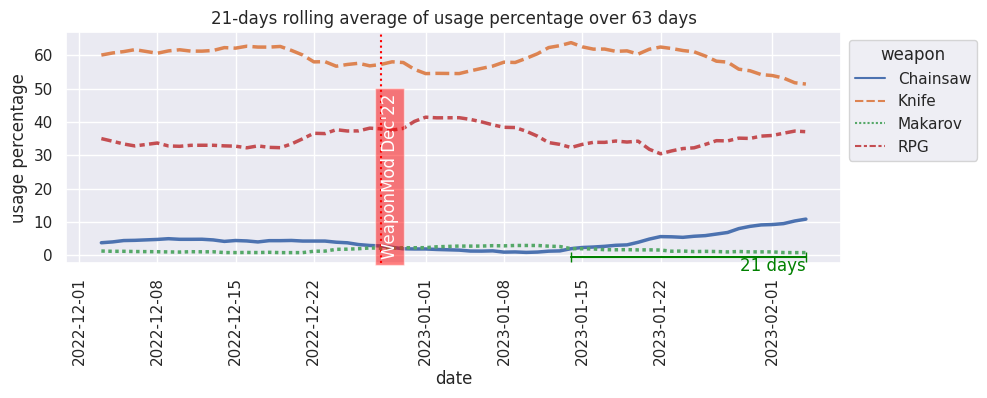 21-days rolling average of usage percentage over 63 days
usage percentage
60
50
40
30
20
10
0
WeaponMod Dec'22
21 days
2022-12-01
2022-12-08
2022-12-15
2022-12-22
2023-01-01
2023-01-08
2023-01-15
2023-01-22
2023-02-01
date
weapon
Chainsaw
Knife
Makarov
RPG